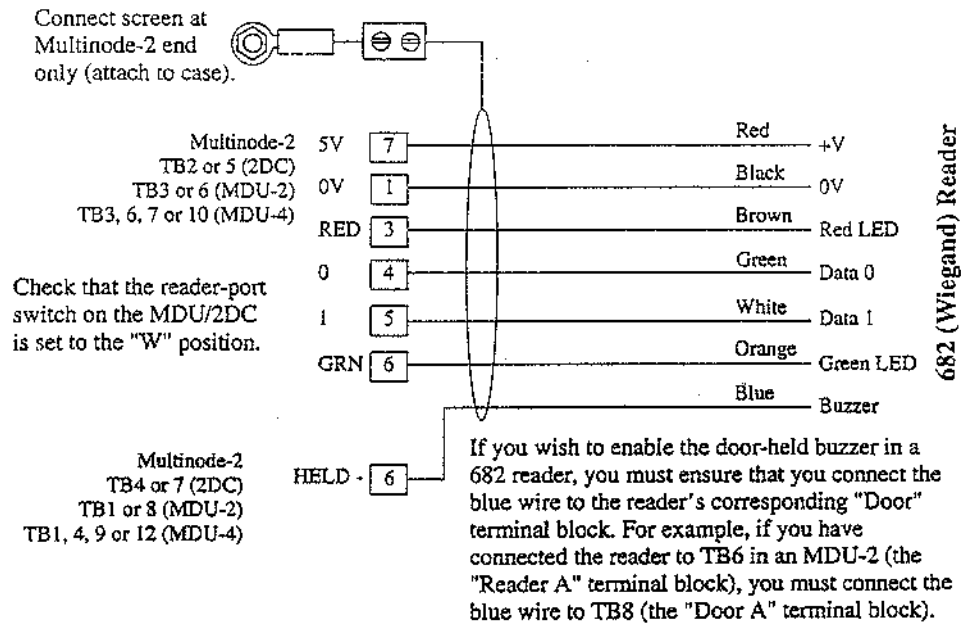 Connect screen at
Multinode-2 end
only (attach to case).
Multinode-2
TB2 or 5 (2DC)
TB3 or 6 (MDU-2)
TB3, 6, 7 or 10 (MDU-4)
5V 7 Red +V
0V 1 Black 0V
RED 3 Brown Red LED
0 4 Green Data 0
1 5 White Data 1
GRN 6 Orange Green LED
Blue Buzzer
682 (Wiegand) Reader
Check that the reader-port
switch on the MDU/2DC
is set to the "W" position.
Multinode-2
TB4 or 7 (2DC)
TB1 or 8 (MDU-2)
TB1, 4, 9 or 12 (MDU-4)
HELD - 6
If you wish to enable the door-held buzzer in a
682 reader, you must ensure that you connect the
blue wire to the reader's corresponding "Door"
terminal block. For example, if you have
connected the reader to TB6 in an MDU-2 (the
"Reader A" terminal block), you must connect the
blue wire to TB8 (the "Door A" terminal block).